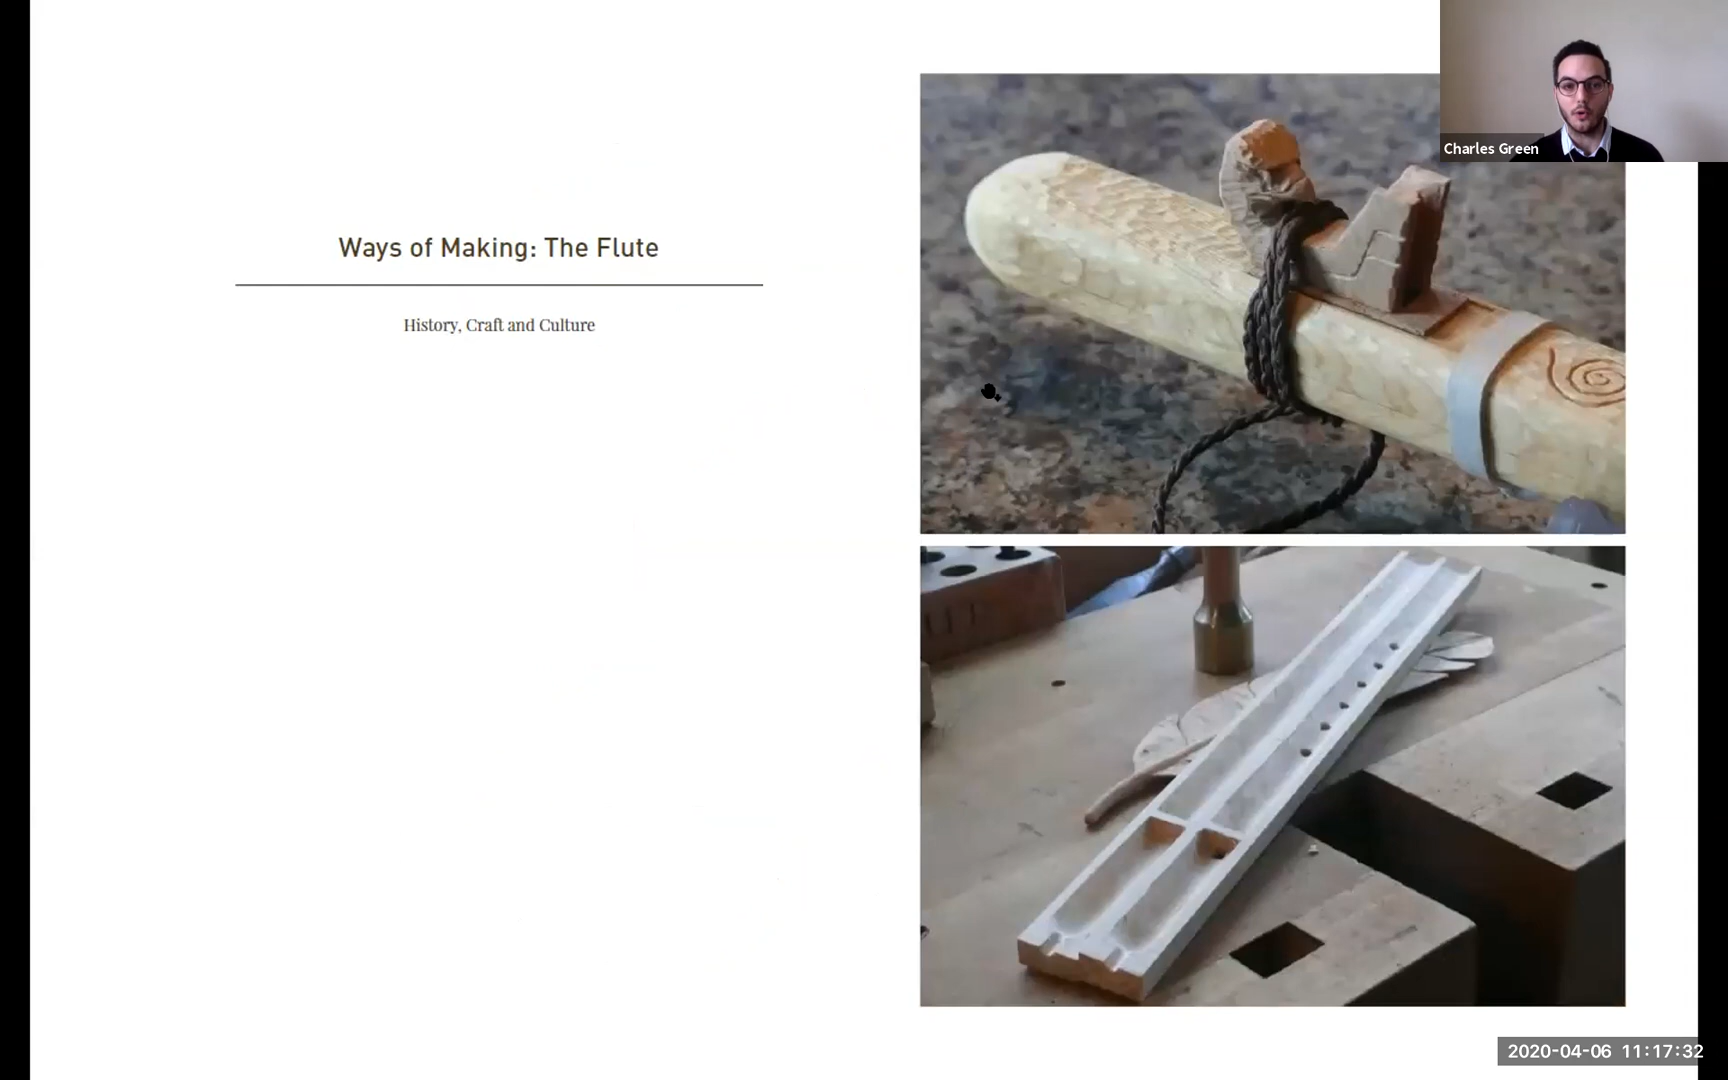 Charles Green
Ways of Making: The Flute
History, Craft and Culture
2020-04-06 11:17:32